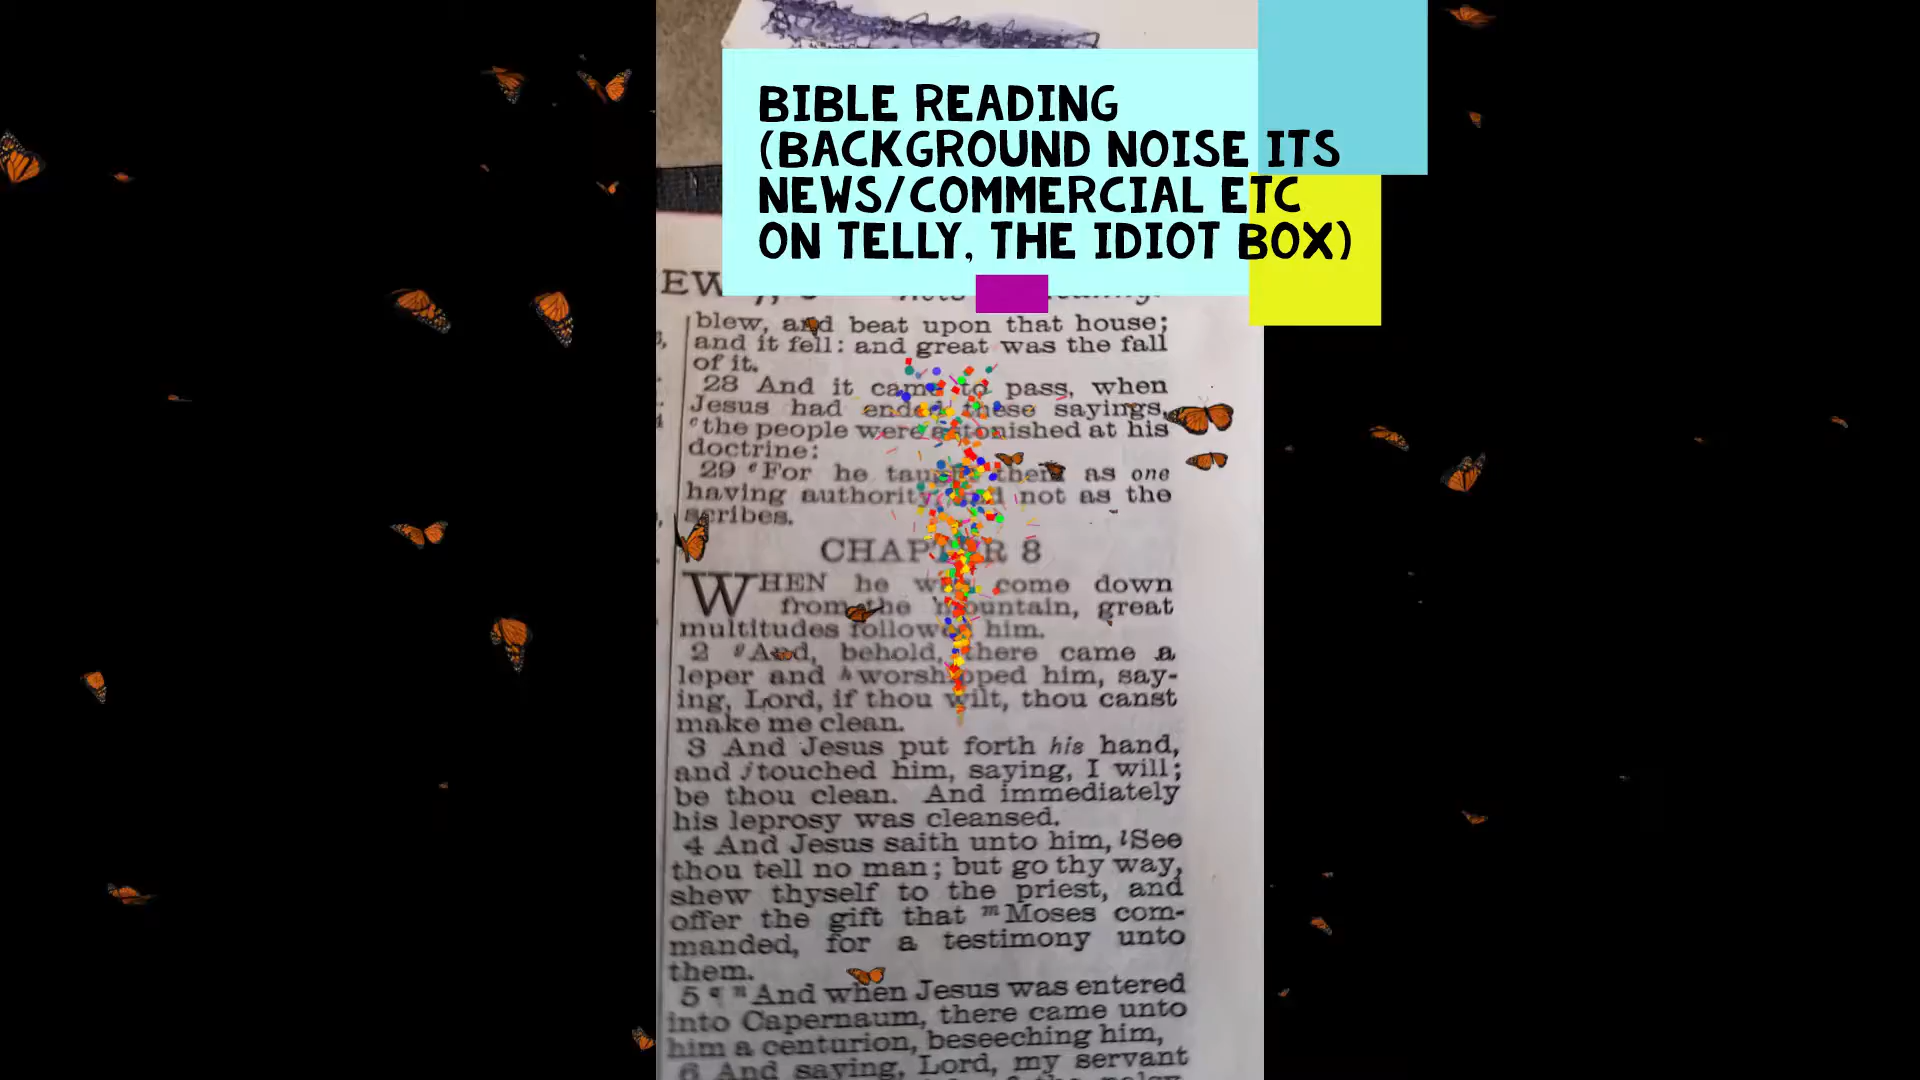 BIBLE READING
(BACKGROUND NOISE ITS
NEWS/COMMERCIAL ETC
ON TELLY, THE IDIOT BOX)
EW
blew, and beat upon that house;
and it fell: and great was the fall
of it.
28 And it came to pass, when
Jesus had ended these sayings,
the people were astonished at his
doctrine:
29 For he taught them as one
having authority, and not as the
scribes.
CHAPTER 8
WHEN he was come down
from the mountain, great
multitudes followed him.
2 And, behold, there came a
leper and h worshipped him, say-
ing, Lord, if thou wilt, thou canst
make me clean.
3 And Jesus put forth his hand,
and j touched him, saying, I will;
be thou clean. And immediately
his leprosy was cleansed.
4 And Jesus saith unto him, l See
thou tell no man; but go thy way,
shew thyself to the priest, and
offer the gift that m Moses com-
manded, for a testimony unto
them.
5 ¶ n And when Jesus was entered
into Capernaum, there came unto
him a centurion, beseeching him,
6 And saying, Lord, my servant